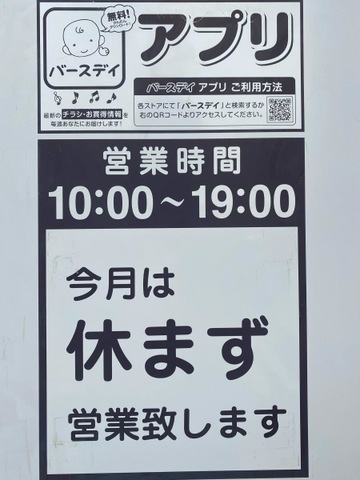 無料!
バースデイ
アプリ
バースデイ アプリ ご利用方法
各ストアにて「バースデイ」と検索するか
右のQRコードよりアクセスしてください。
最新のチラシ・お買得情報を
毎週あなたにお届けします!
営業時間
10:00～19:00
今月は
休まず
営業致します